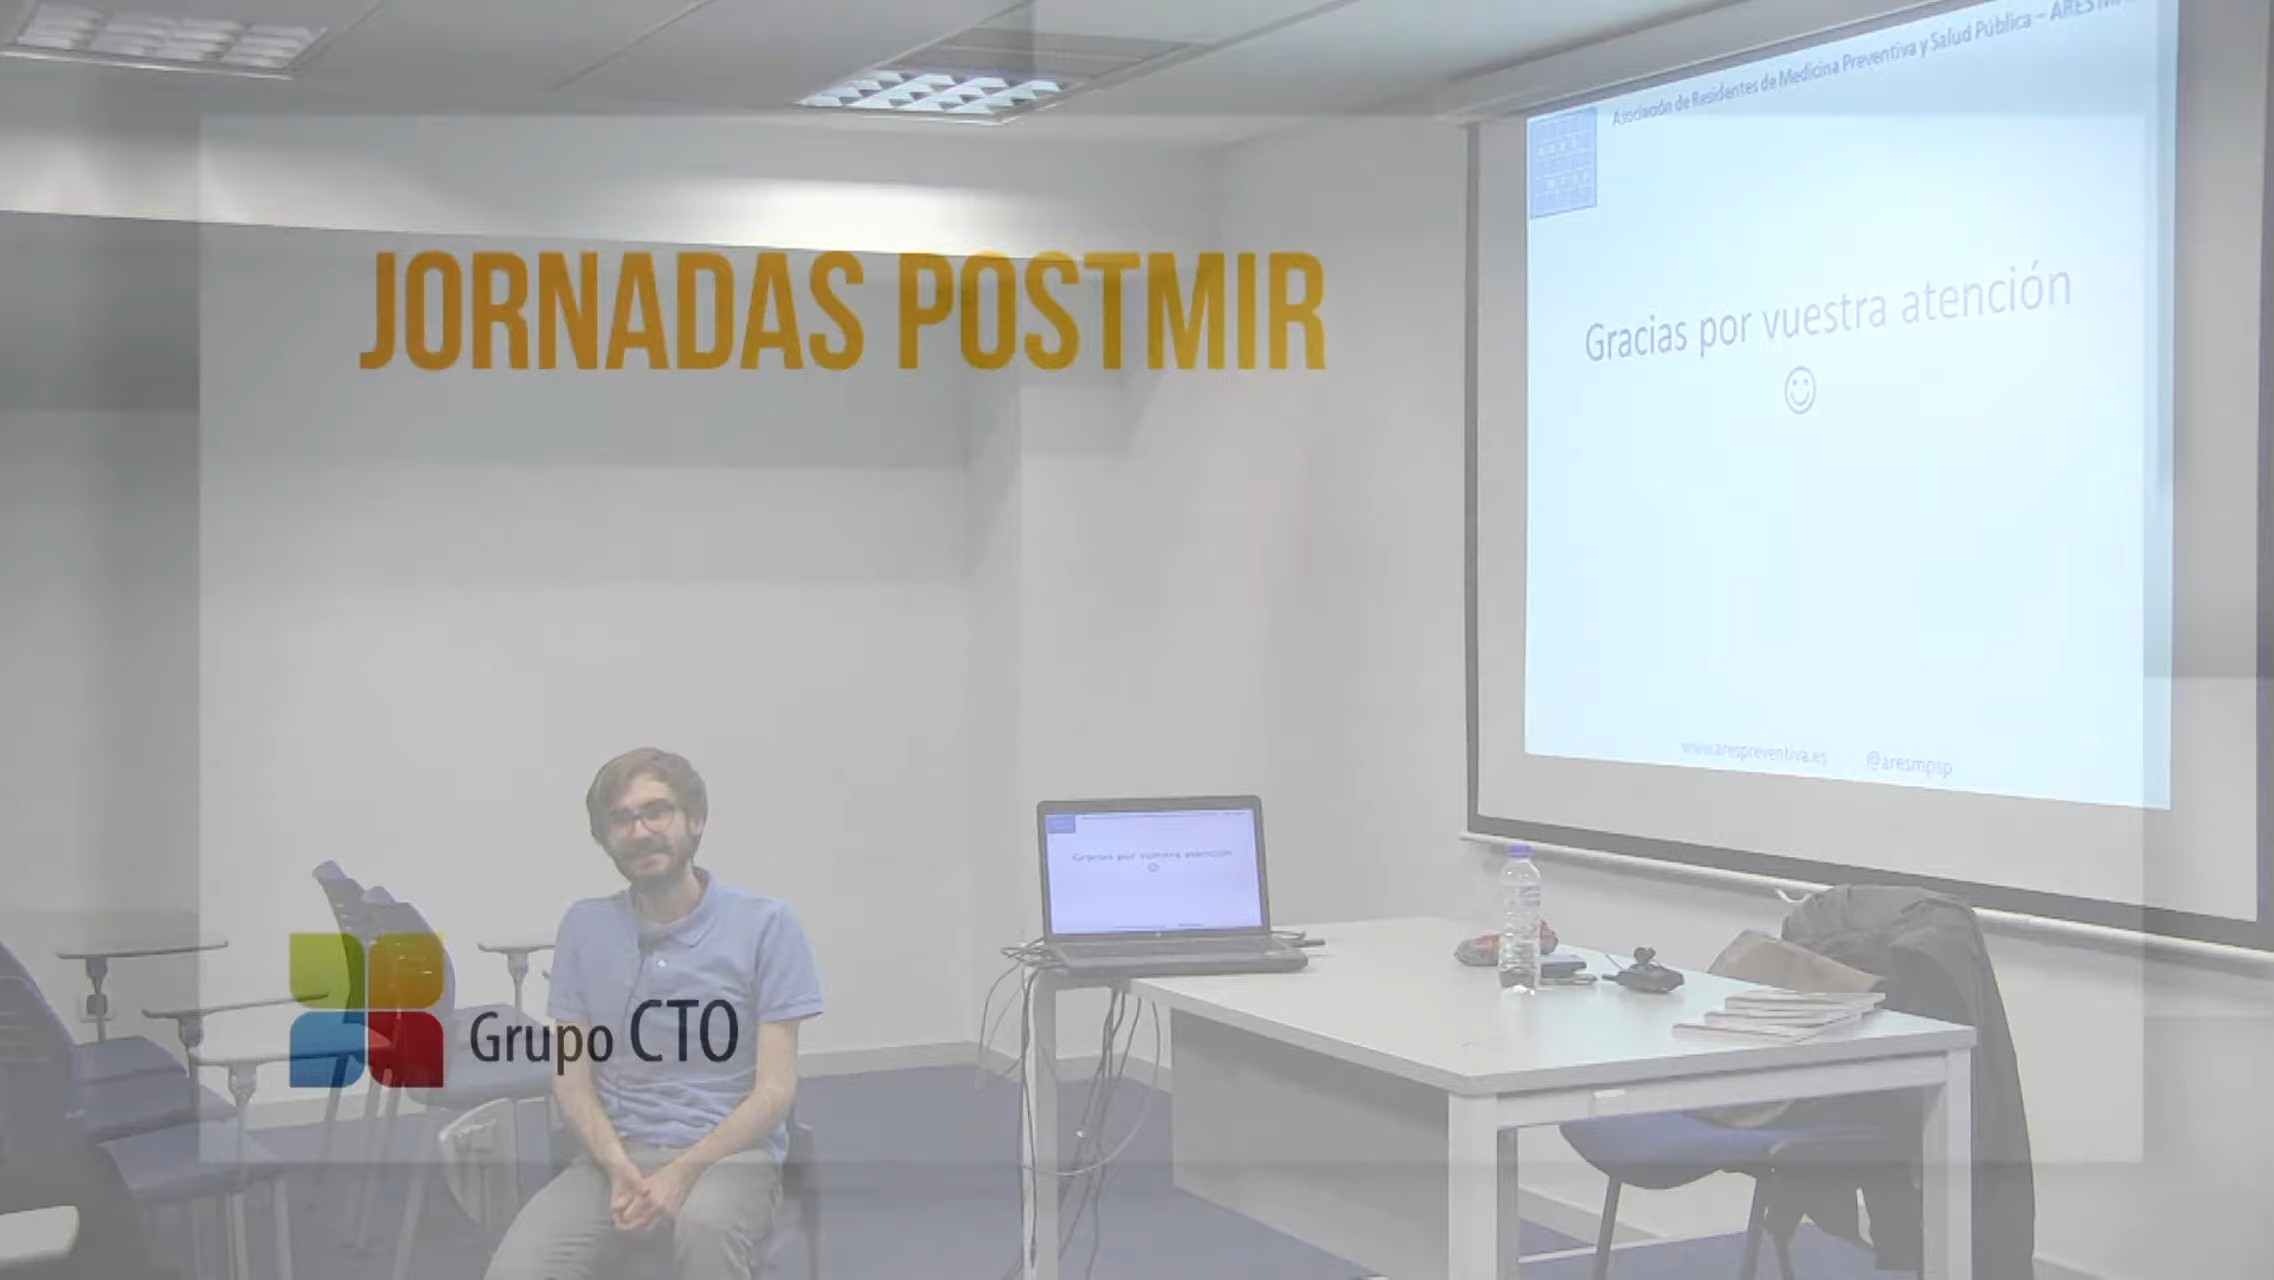 Asociación de Residentes de Medicina Preventiva y Salud Pública – ARES
JORNADAS POSTMIR
Gracias por vuestra atención
www.arespreventiva.es @aresmpsp
Gracias por vuestra atención
Grupo CTO